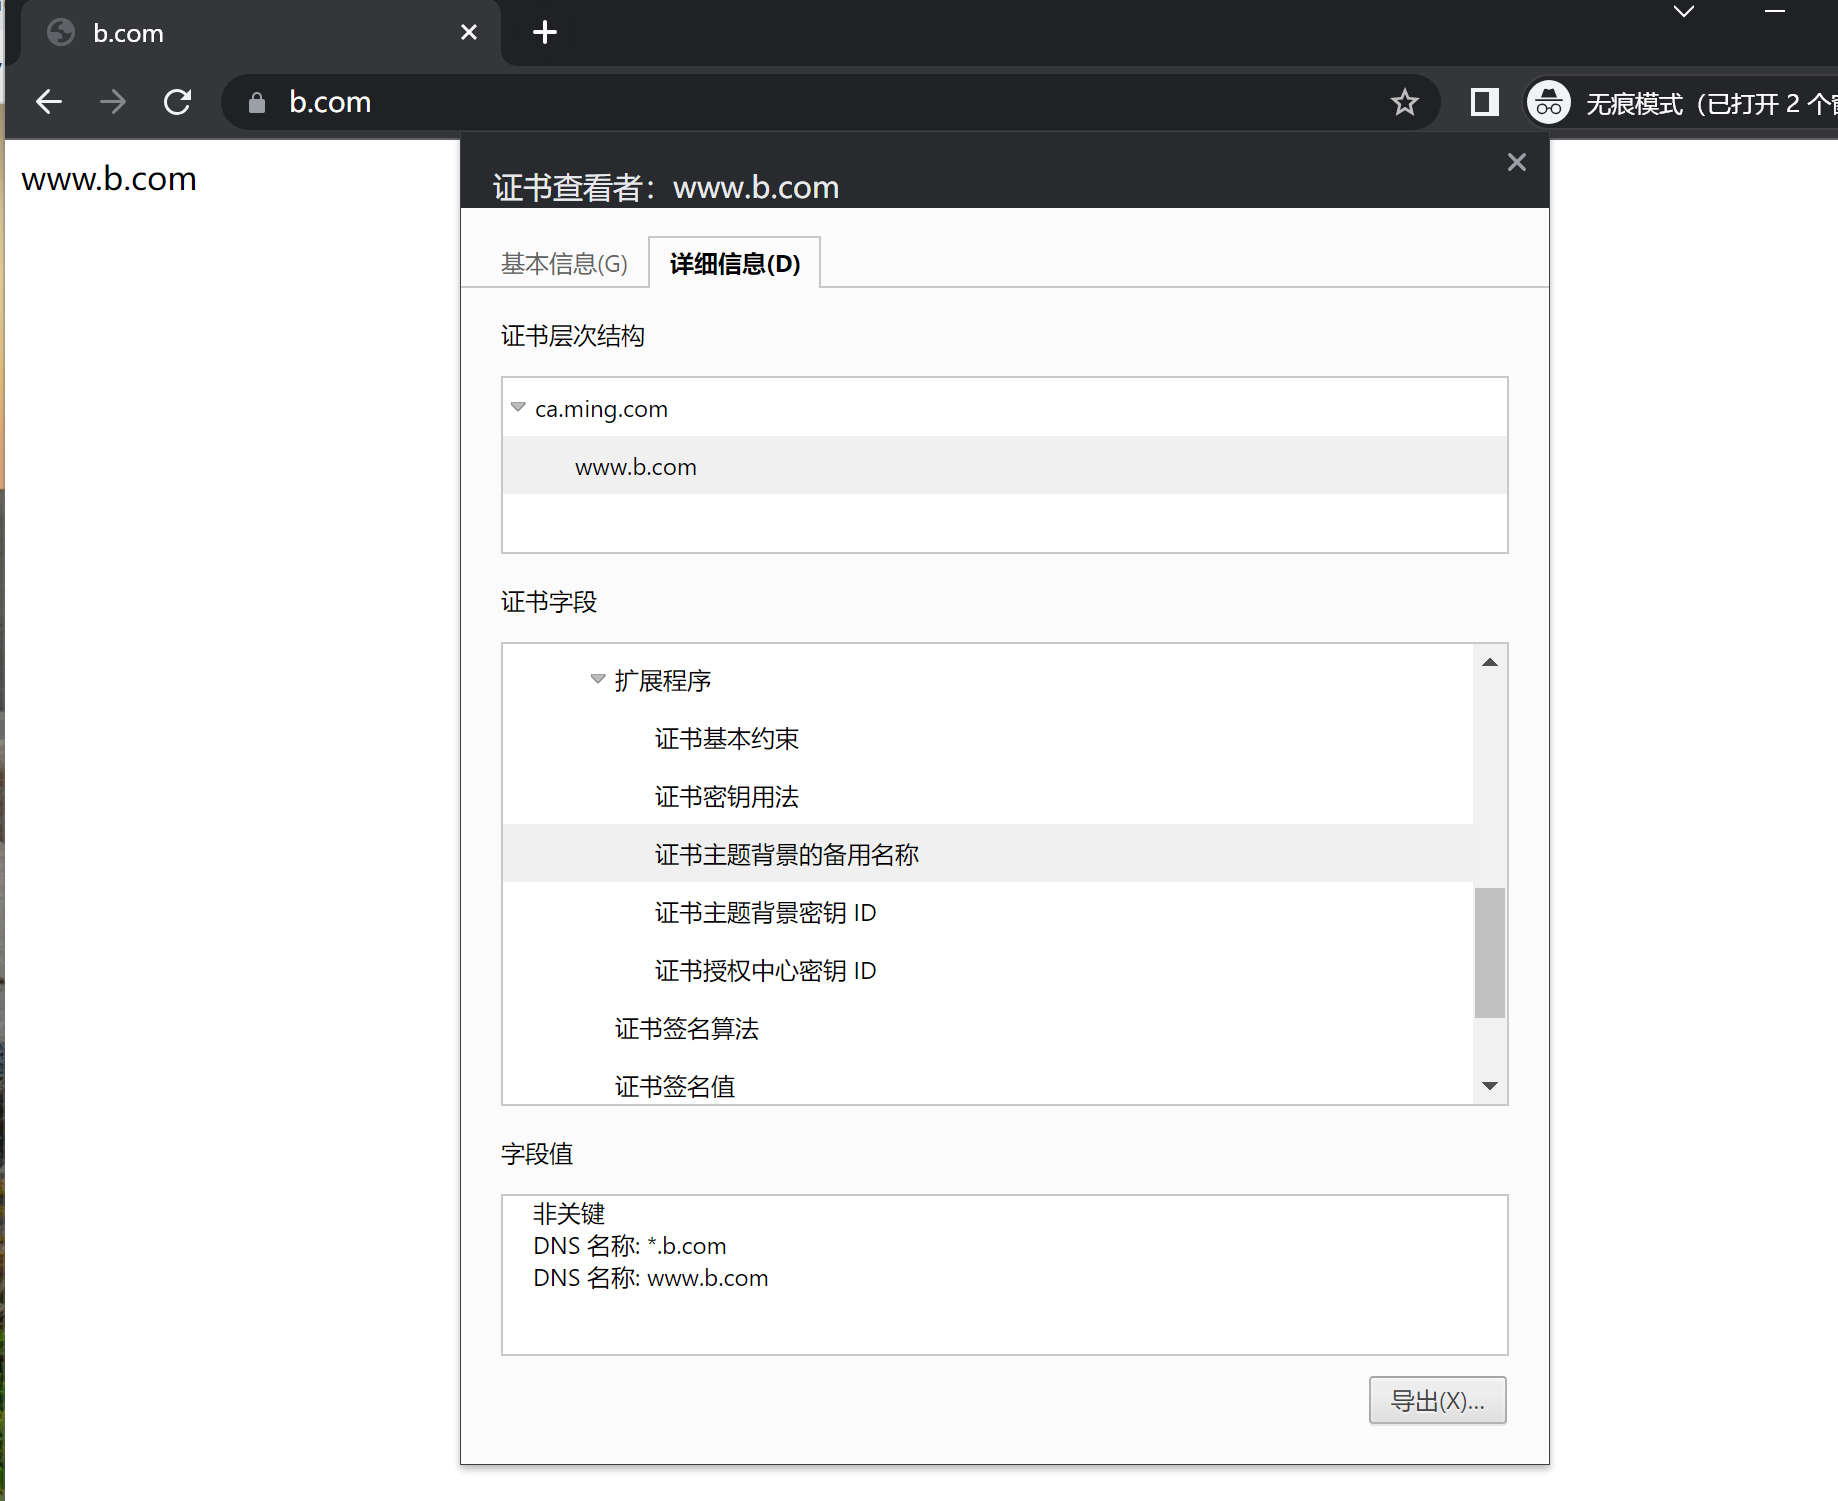 b.com
b.com
无痕模式（已打开 2 个
www.b.com
证书查看者：www.b.com
基本信息(G)
详细信息(D)
证书层次结构
ca.ming.com
www.b.com
证书字段
扩展程序
证书基本约束
证书密钥用法
证书主题背景的备用名称
证书主题背景密钥 ID
证书授权中心密钥 ID
证书签名算法
证书签名值
字段值
非关键
DNS 名称: *.b.com
DNS 名称: www.b.com
导出(X)...